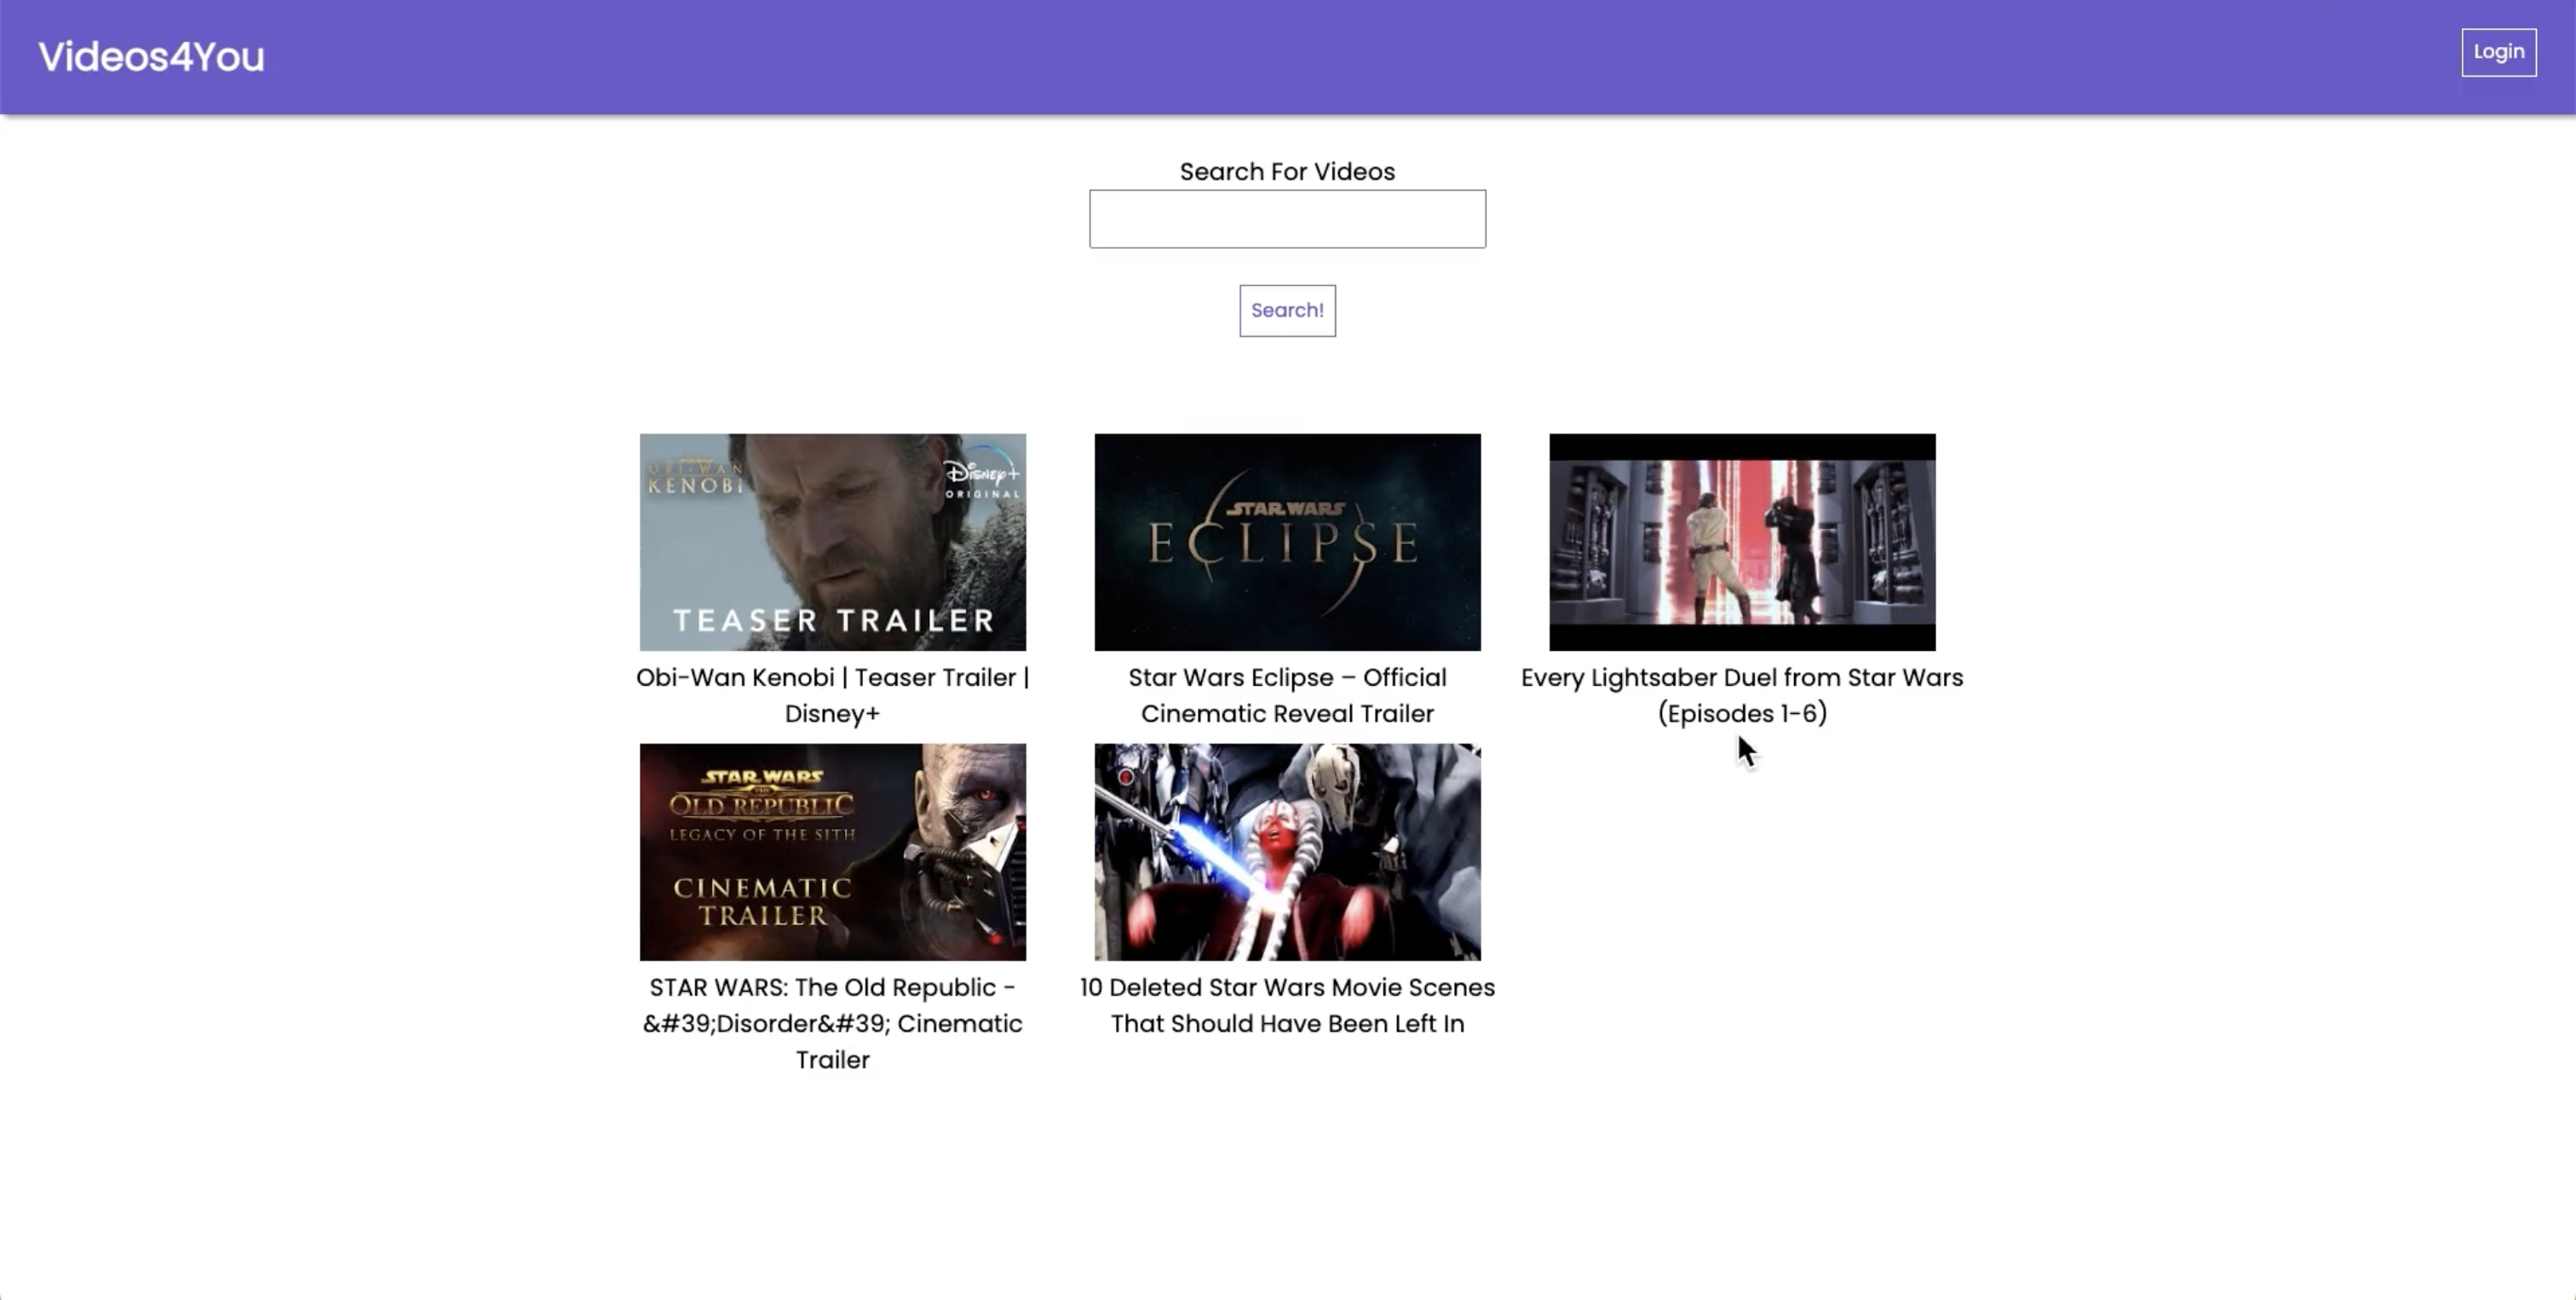 Videos4You
Login
Search For Videos
Search!
OBI-WAN
KENOBI
Disney+
ORIGINAL
TEASER TRAILER
STAR WARS
ECLIPSE
Obi-Wan Kenobi | Teaser Trailer |
Disney+
Star Wars Eclipse – Official
Cinematic Reveal Trailer
Every Lightsaber Duel from Star Wars
(Episodes 1-6)
STAR WARS
THE
OLD REPUBLIC
LEGACY OF THE SITH
CINEMATIC
TRAILER
STAR WARS: The Old Republic -
&#39;Disorder&#39; Cinematic
Trailer
10 Deleted Star Wars Movie Scenes
That Should Have Been Left In